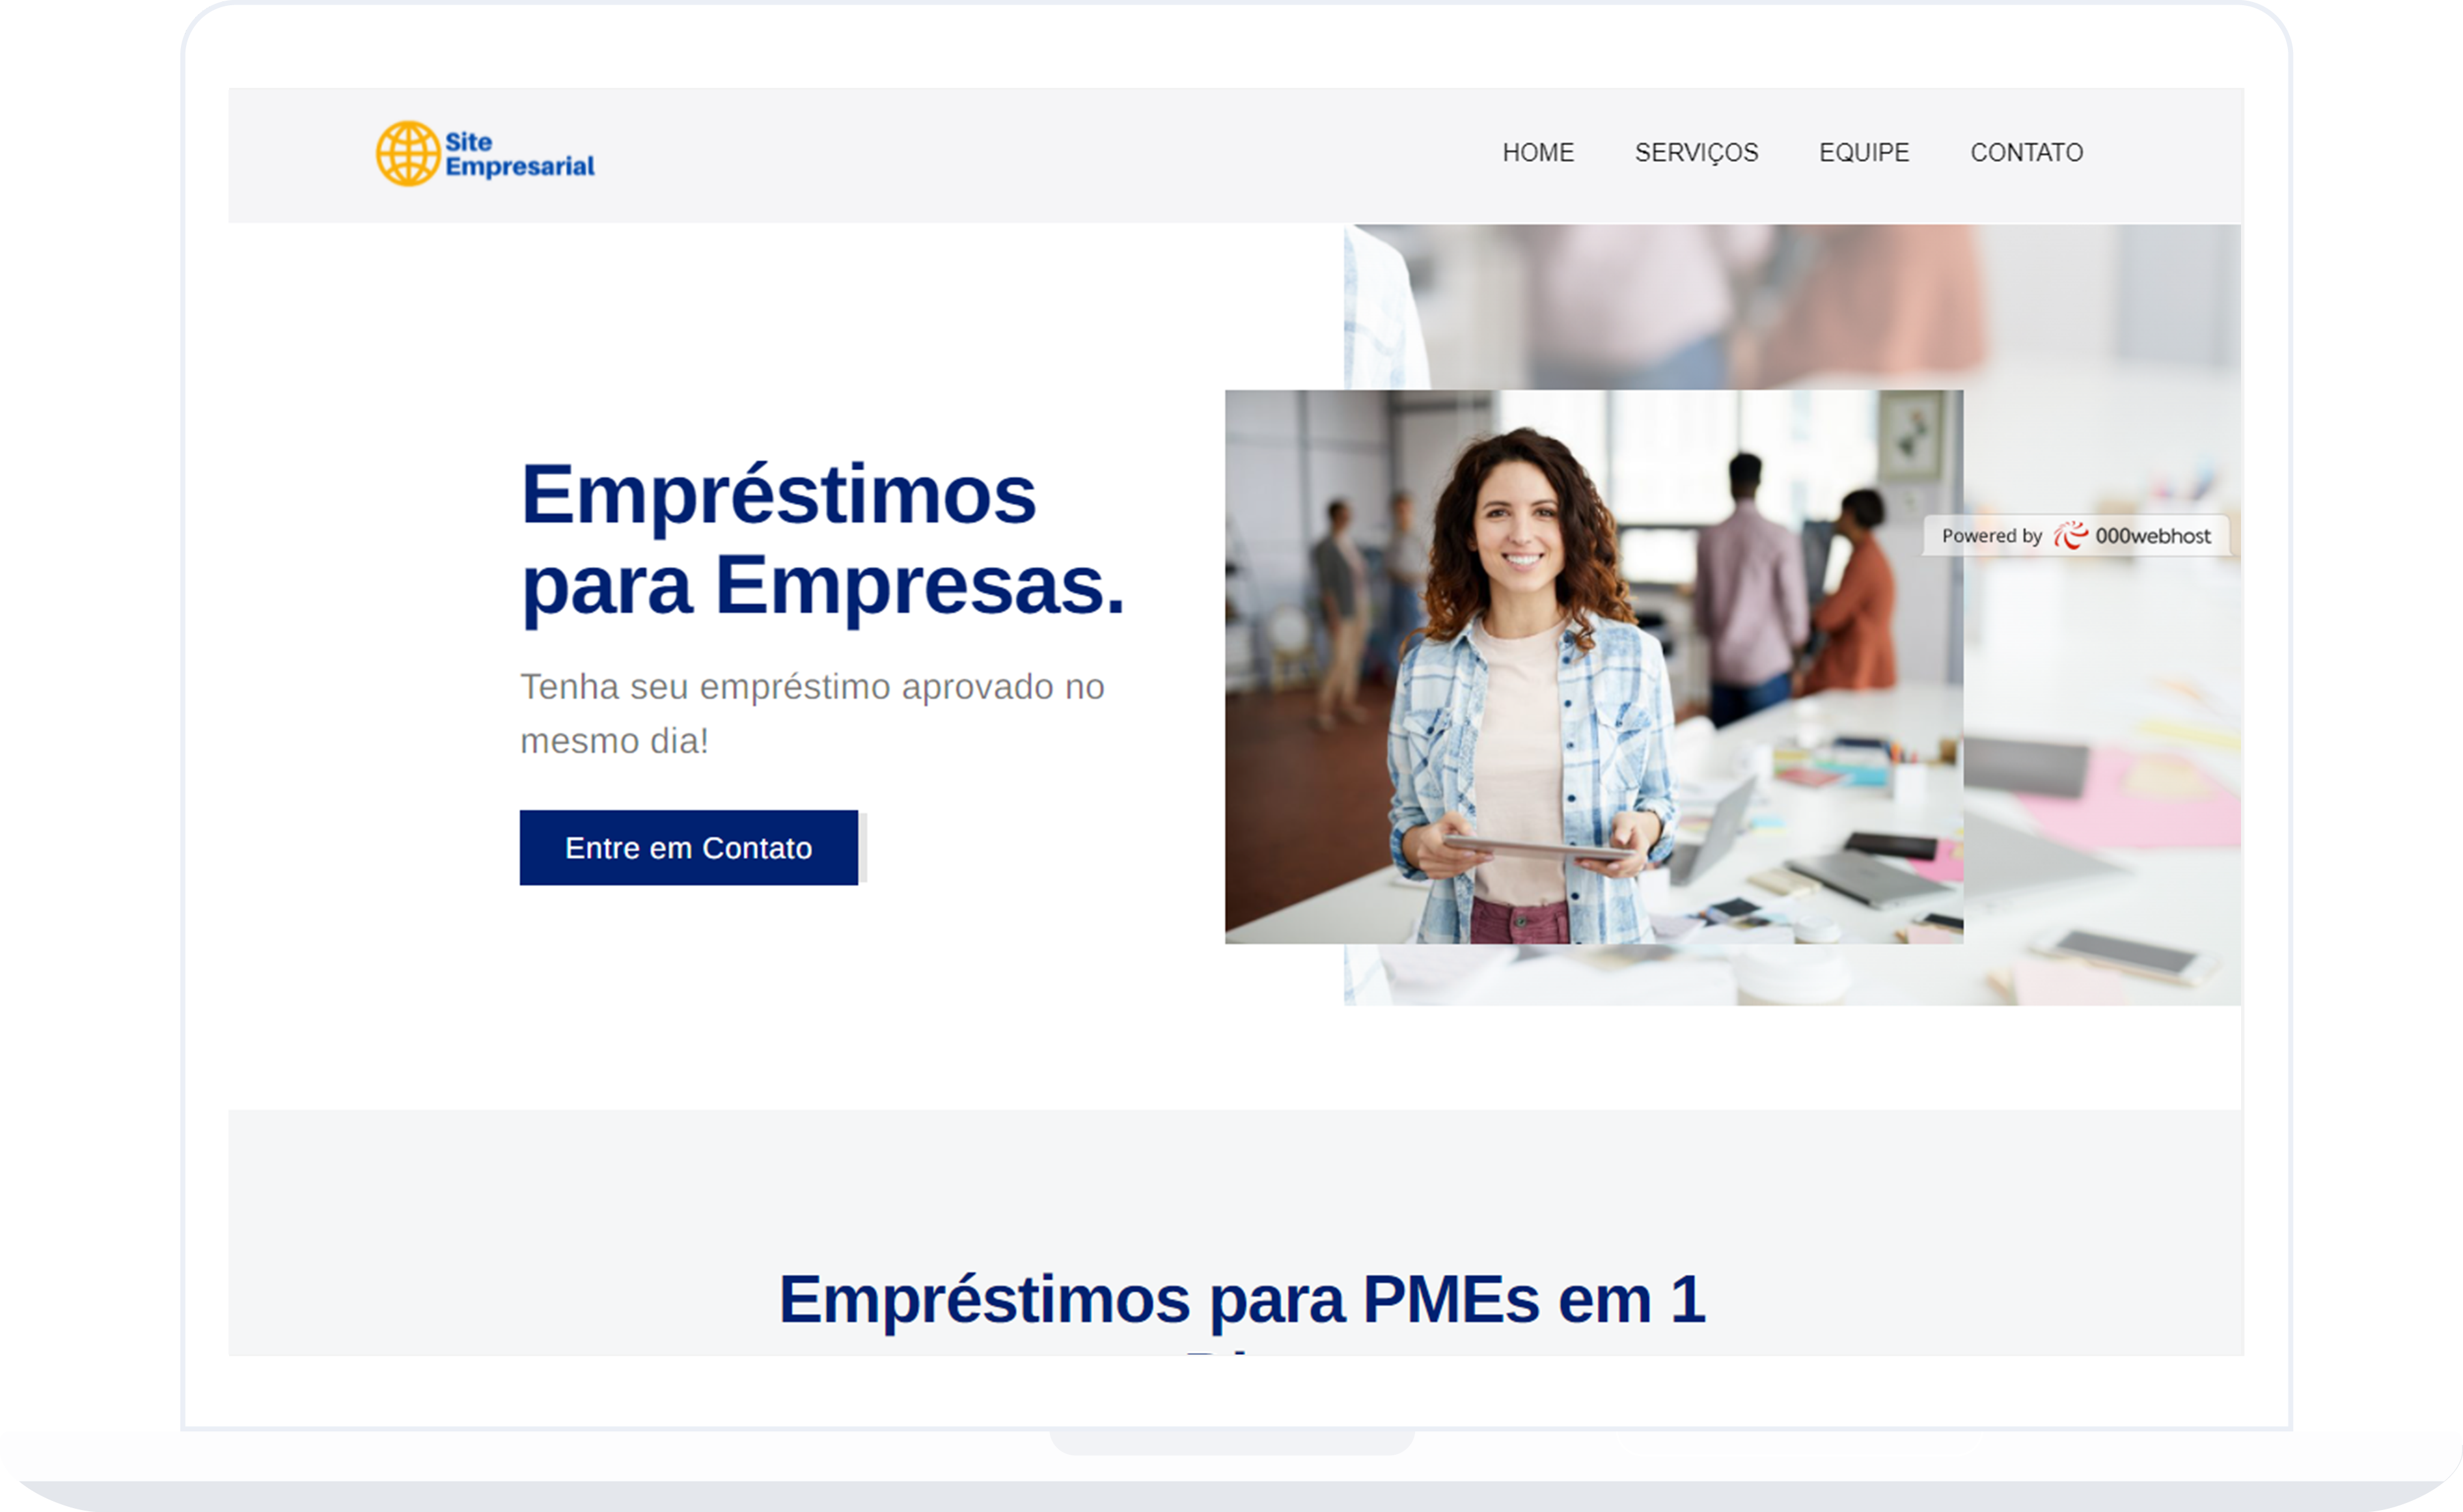 Site
Empresarial
HOME SERVIÇOS EQUIPE CONTATO
Empréstimos
para Empresas.
Tenha seu empréstimo aprovado no
mesmo dia!
Entre em Contato
Powered by 000webhost
Empréstimos para PMEs em 1